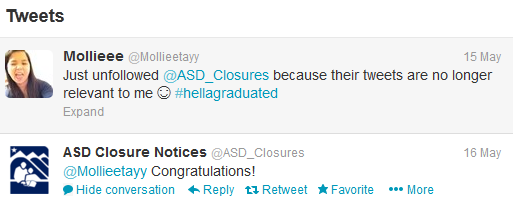 Tweets
Mollieee @Mollieetayy 15 May
Just unfollowed @ASD_Closures because their tweets are no longer
relevant to me #hellagraduated
Expand
ASD Closure Notices @ASD_Closures 16 May
@Mollieetayy Congratulations!
Hide conversation Reply Retweet Favorite More